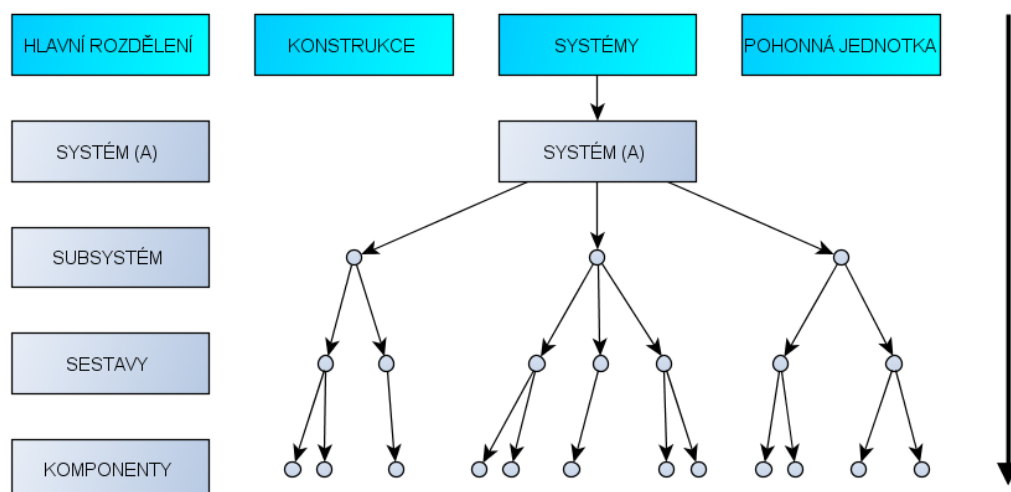 HLAVNÍ ROZDĚLENÍ
KONSTRUKCE
SYSTÉMY
POHONNÁ JEDNOTKA
SYSTÉM (A)
SYSTÉM (A)
SUBSYSTÉM
SESTAVY
KOMPONENTY